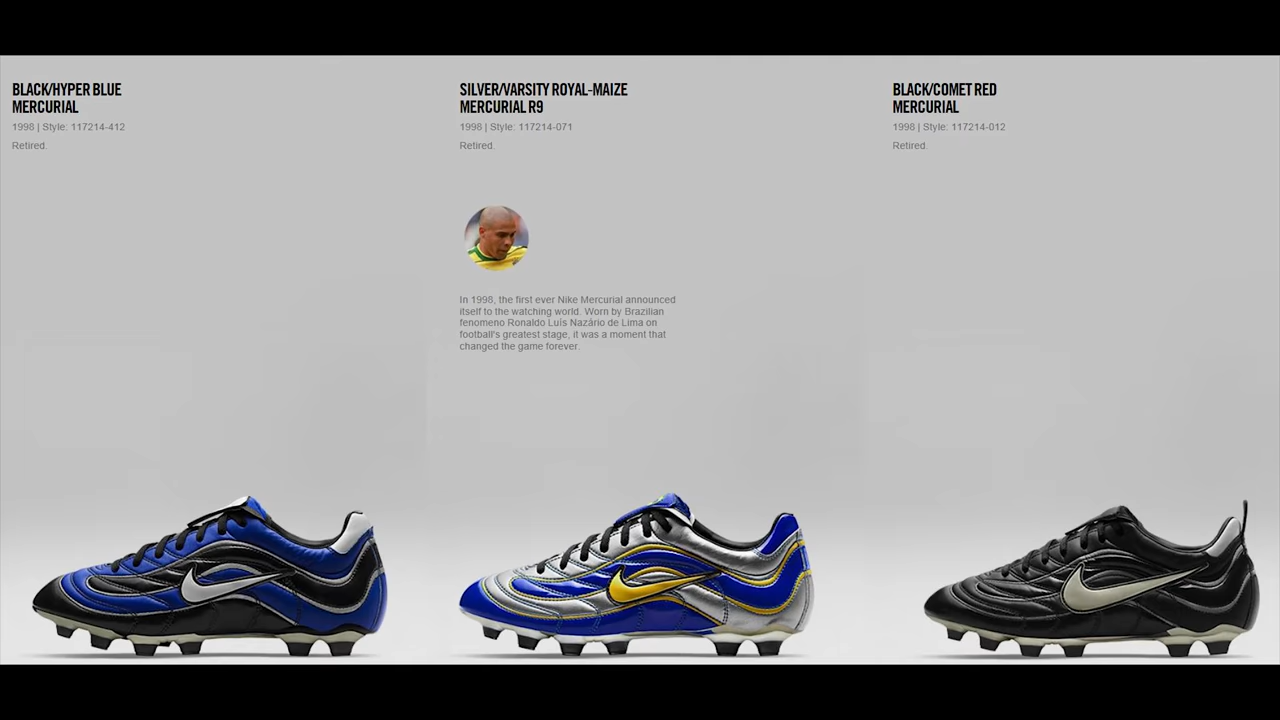 BLACK/HYPER BLUE
MERCURIAL
1998 | Style: 117214-412
Retired.
SILVER/VARSITY ROYAL-MAIZE
MERCURIAL R9
1998 | Style: 117214-071
Retired.
In 1998, the first ever Nike Mercurial announced
itself to the watching world. Worn by Brazilian
fenomeno Ronaldo Luís Nazário de Lima on
football's greatest stage, it was a moment that
changed the game forever.
BLACK/COMET RED
MERCURIAL
1998 | Style: 117214-012
Retired.